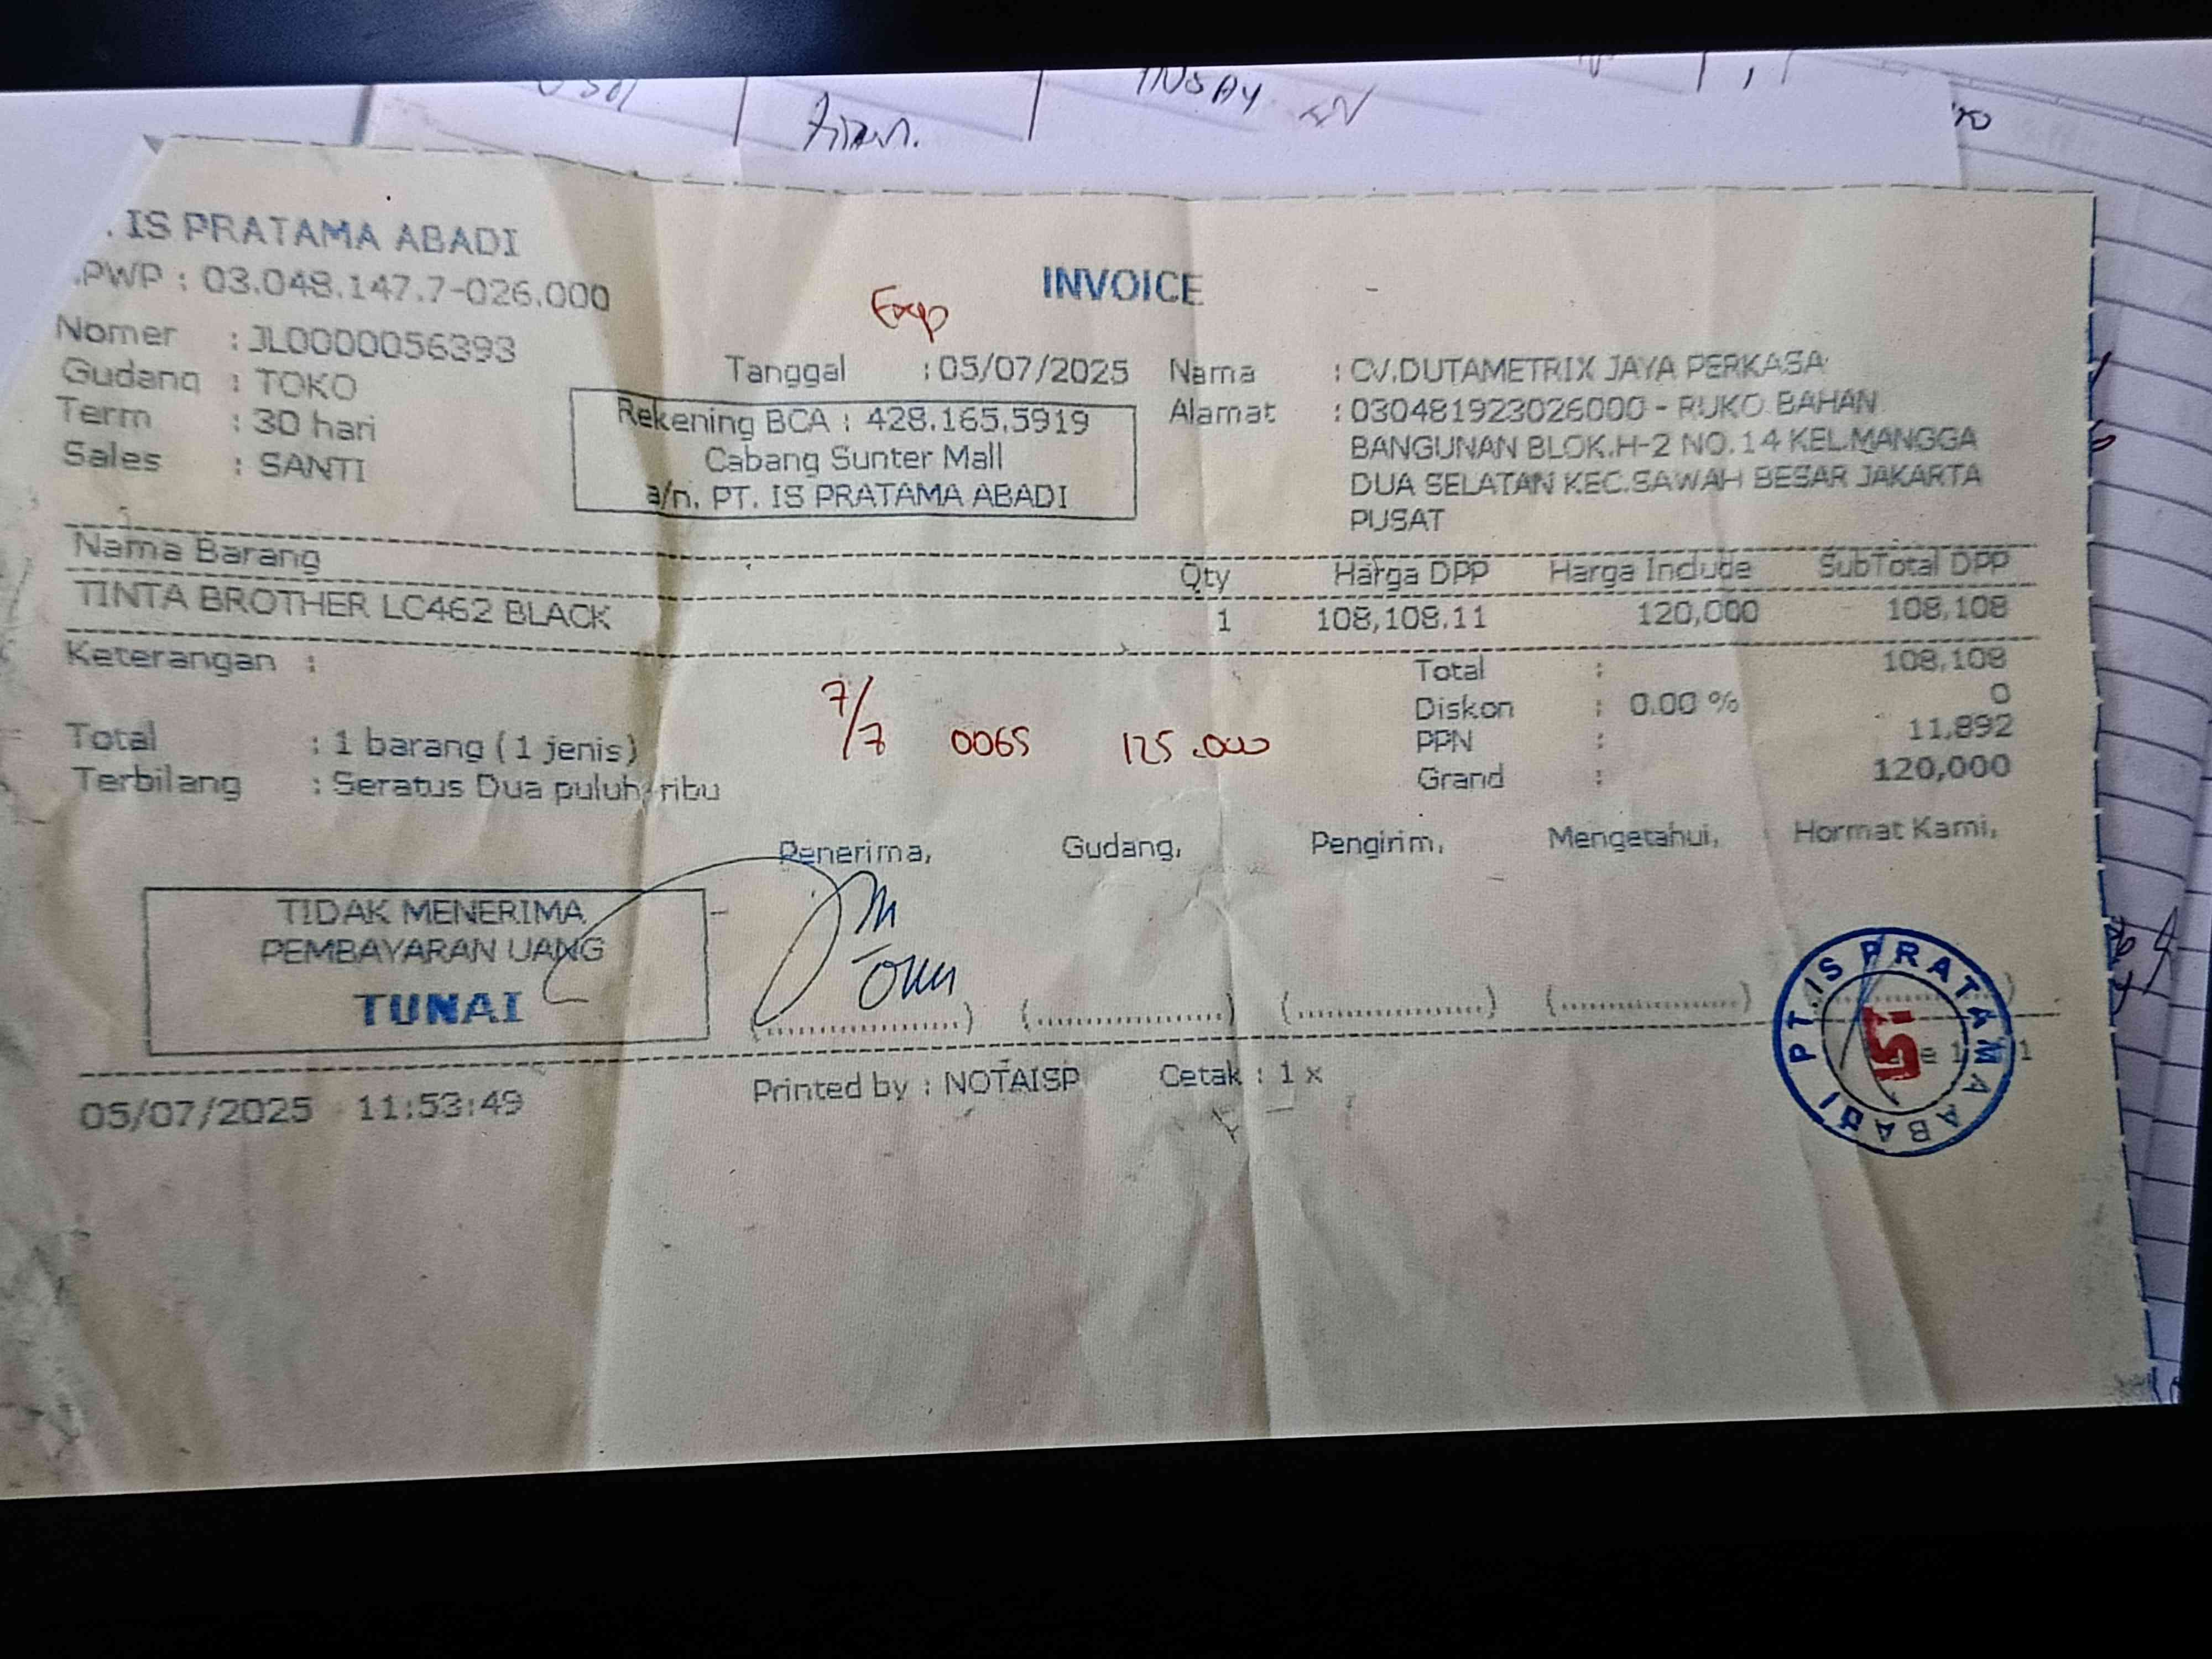 INSAY
. IS PRATAMA ABADI
.PWP : 03.048.147.7-026.000
INVOICE
Exp
Nomer : JL0000056393
Gudang : TOKO
Term : 30 hari
Sales : SANTI
Tanggal : 05/07/2025
Rekening BCA : 428.165.5919
Cabang Sunter Mall
a/n. PT. IS PRATAMA ABADI
Nama : CV.DUTAMETRIX JAYA PERKASA
Alamat : 030481923026000 - RUKO BAHAN
BANGUNAN BLOK.H-2 NO.14 KEL.MANGGA
DUA SELATAN KEC.SAWAH BESAR JAKARTA
PUSAT
Nama Barang Qty Harga DPP Harga Include SubTotal DPP
TINTA BROTHER LC462 BLACK 1 108,108.11 120,000 108,108
Keterangan :
Total : 108,108
Diskon : 0.00 % 0
PPN : 11,892
Grand : 120,000
7/7 0065 125.000
Total : 1 barang ( 1 jenis)
Terbilang : Seratus Dua puluh ribu
Penerima, Gudang, Pengirim, Mengetahui, Hormat Kami,
TIDAK MENERIMA
PEMBAYARAN UANG
TUNAI
(..................) (..................) (..................) (..................)
PT. IS PRATAMA ABADI
05/07/2025 11:53:49
Printed by : NOTAISP Cetak : 1 x